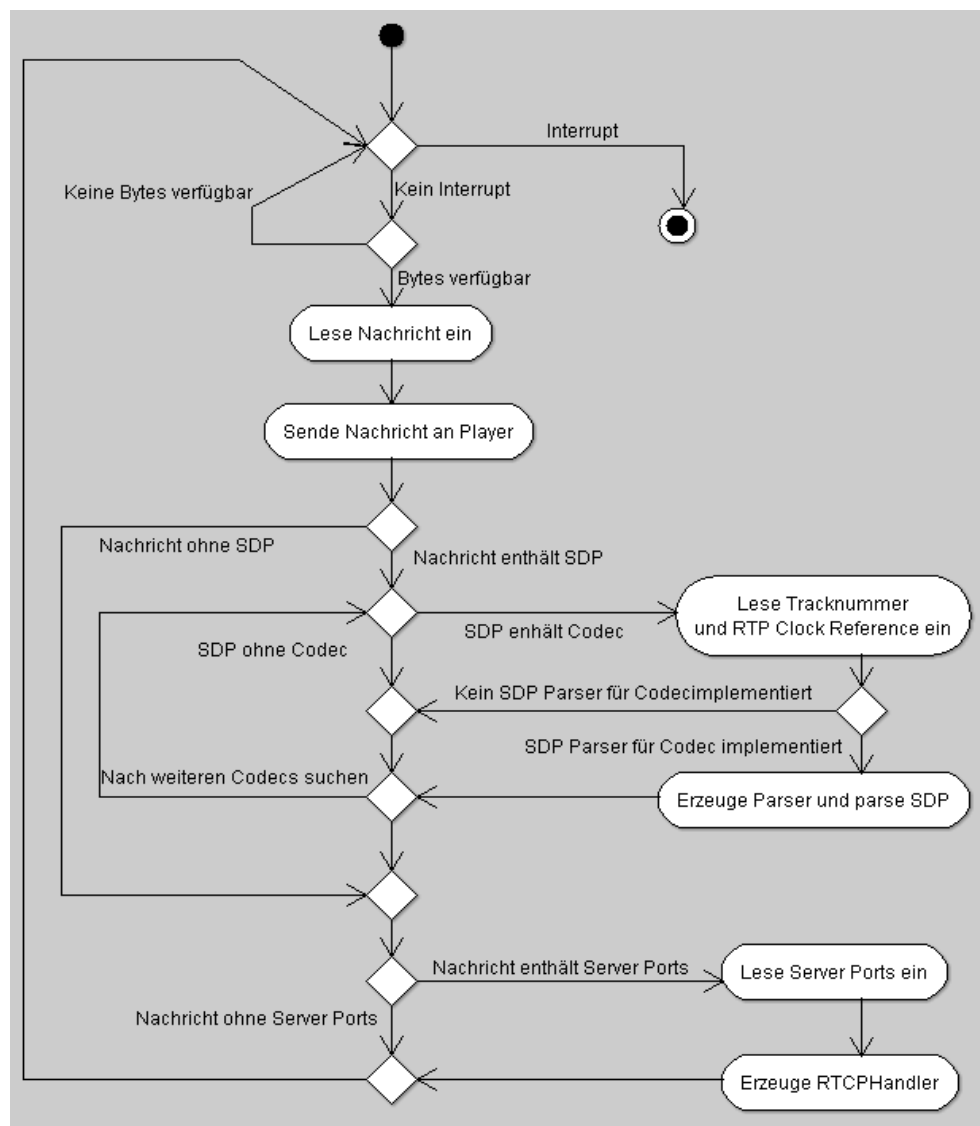 Interrupt
Keine Bytes verfügbar
Kein Interrupt
Bytes verfügbar
Lese Nachricht ein
Sende Nachricht an Player
Nachricht ohne SDP
Nachricht enthält SDP
Lese Tracknummer
und RTP Clock Reference ein
SDP enhält Codec
SDP ohne Codec
Kein SDP Parser für Codecimplementiert
SDP Parser für Codec implementiert
Nach weiteren Codecs suchen
Erzeuge Parser und parse SDP
Nachricht enthält Server Ports
Lese Server Ports ein
Nachricht ohne Server Ports
Erzeuge RTCPHandler